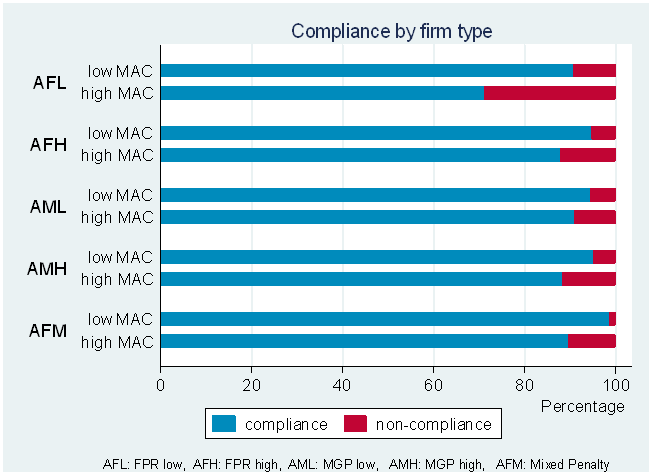 Compliance by firm type
AFL
low MAC
high MAC
AFH
low MAC
high MAC
AML
low MAC
high MAC
AMH
low MAC
high MAC
AFM
low MAC
high MAC
0 20 40 60 80 100
Percentage
compliance non-compliance
AFL: FPR low, AFH: FPR high, AML: MGP low, AMH: MGP high, AFM: Mixed Penalty